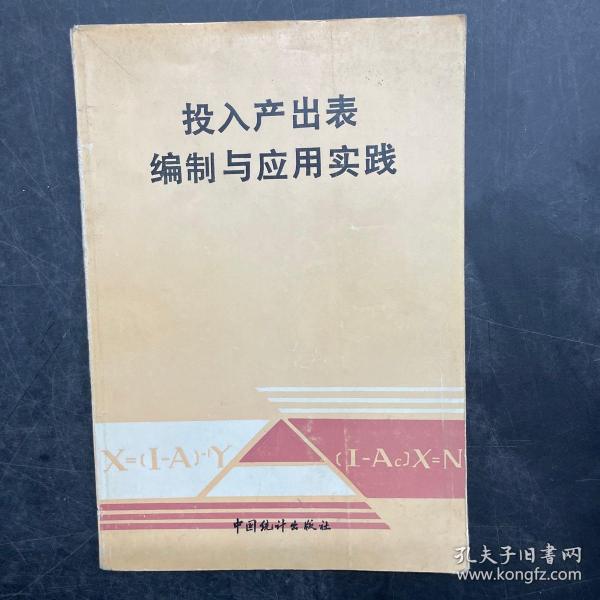 投入产出表
编制与应用实践
X=(I-A)⁻¹Y
(I-Ac)X=N
中国统计出版社
孔夫子旧書网
www.kongfz.com